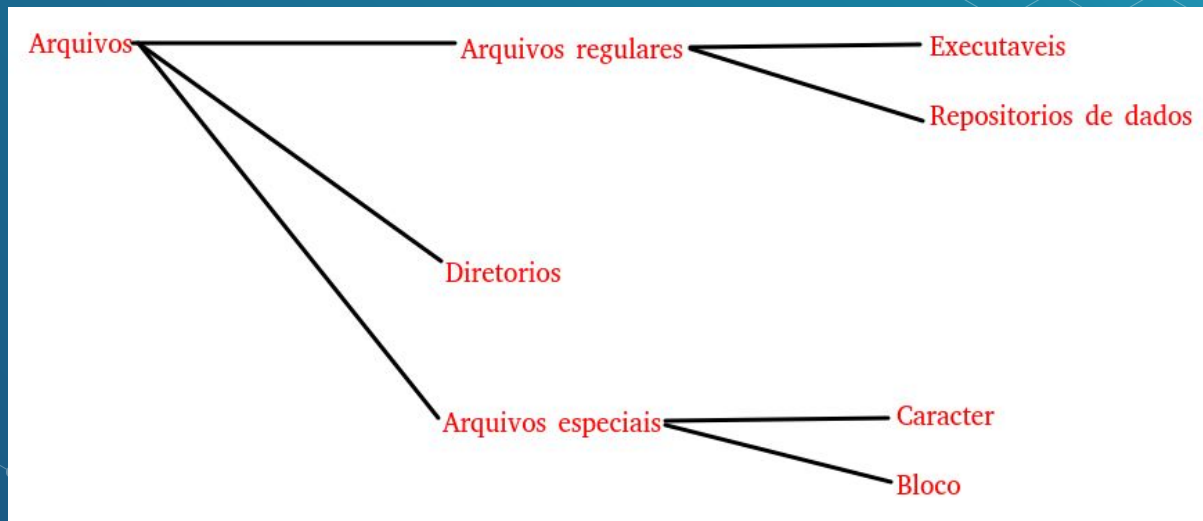 Arquivos
Arquivos regulares
Executaveis
Repositorios de dados
Diretorios
Arquivos especiais
Caracter
Bloco